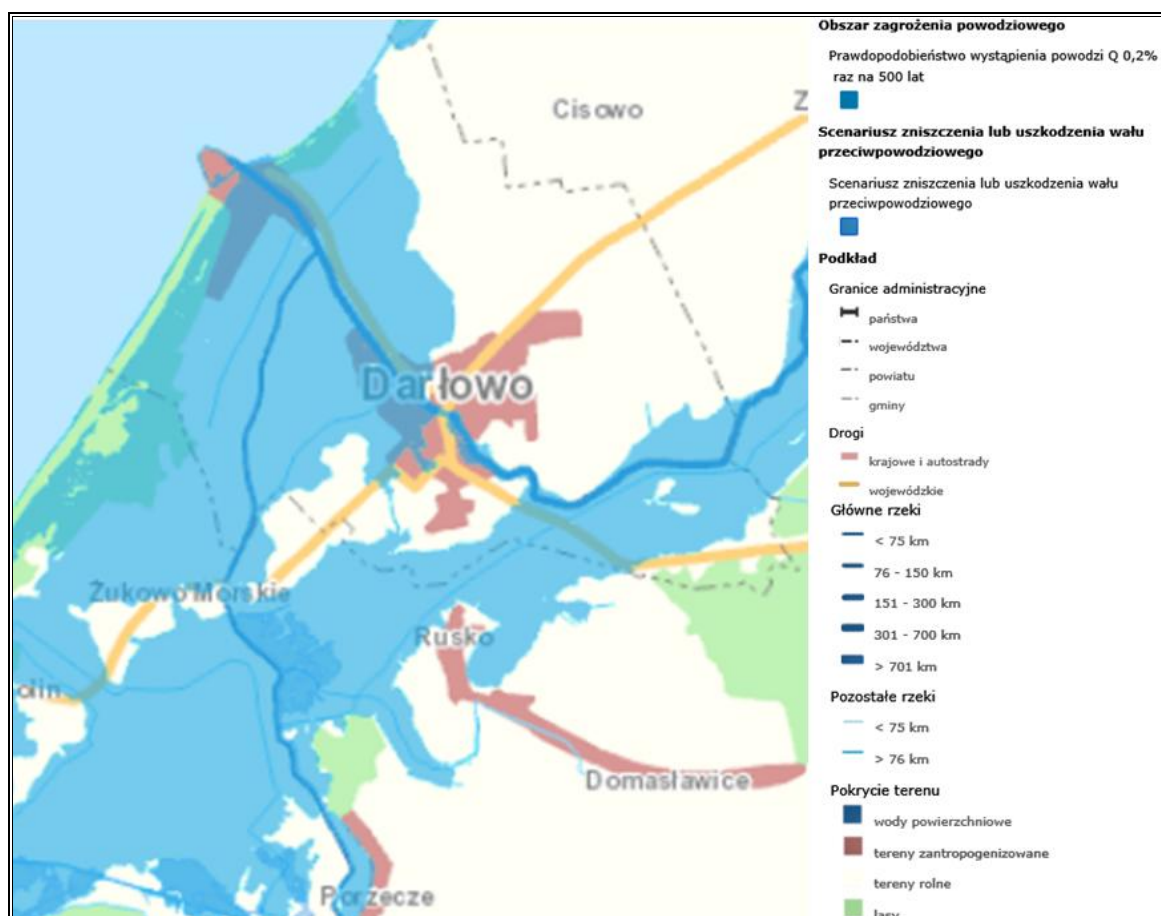 Cisowo
Z
Darłowo
Żukowo Morskie
Rusko
olin
Domasławice
Porzecze
Obszar zagrożenia powodziowego
Prawdopodobieństwo wystąpienia powodzi Q 0,2%
raz na 500 lat
Scenariusz zniszczenia lub uszkodzenia wału
przeciwpowodziowego
Scenariusz zniszczenia lub uszkodzenia wału
przeciwpowodziowego
Podkład
Granice administracyjne
państwa
województwa
powiatu
gminy
Drogi
krajowe i autostrady
wojewódzkie
Główne rzeki
< 75 km
76 - 150 km
151 - 300 km
301 - 700 km
> 701 km
Pozostałe rzeki
< 75 km
> 76 km
Pokrycie terenu
wody powierzchniowe
tereny zantropogenizowane
tereny rolne
lasy